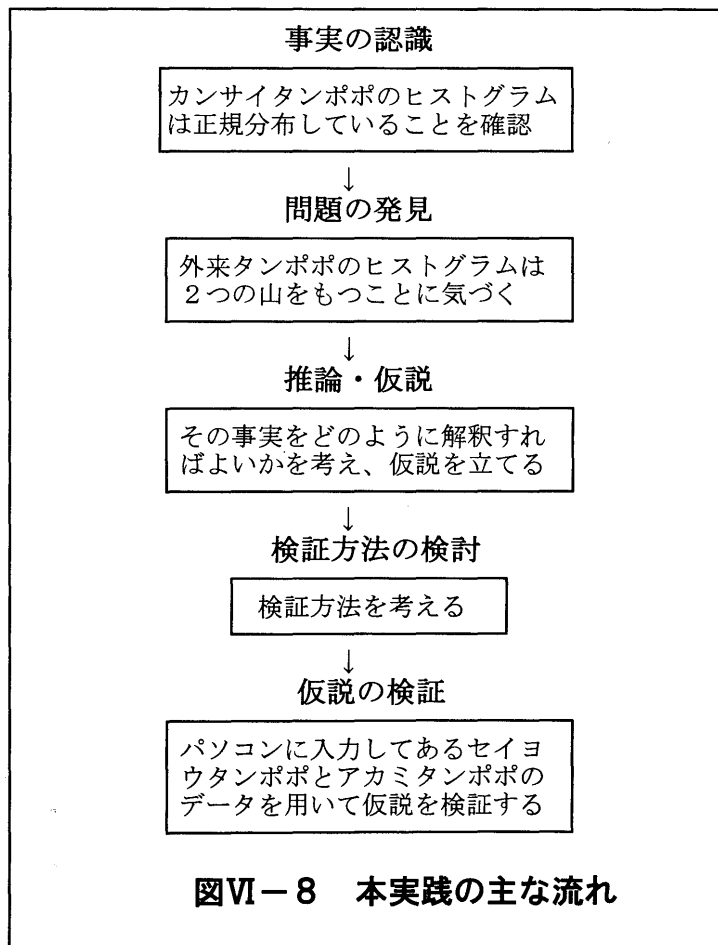 事実の認識
カンサイタンポポのヒストグラム
は正規分布していることを確認
↓
問題の発見
外来タンポポのヒストグラムは
２つの山をもつことに気づく
↓
推論・仮説
その事実をどのように解釈すれ
ばよいかを考え、仮説を立てる
↓
検証方法の検討
検証方法を考える
↓
仮説の検証
パソコンに入力してあるセイヨ
ウタンポポとアカミタンポポの
データを用いて仮説を検証する
図Ⅵ－８　本実践の主な流れ